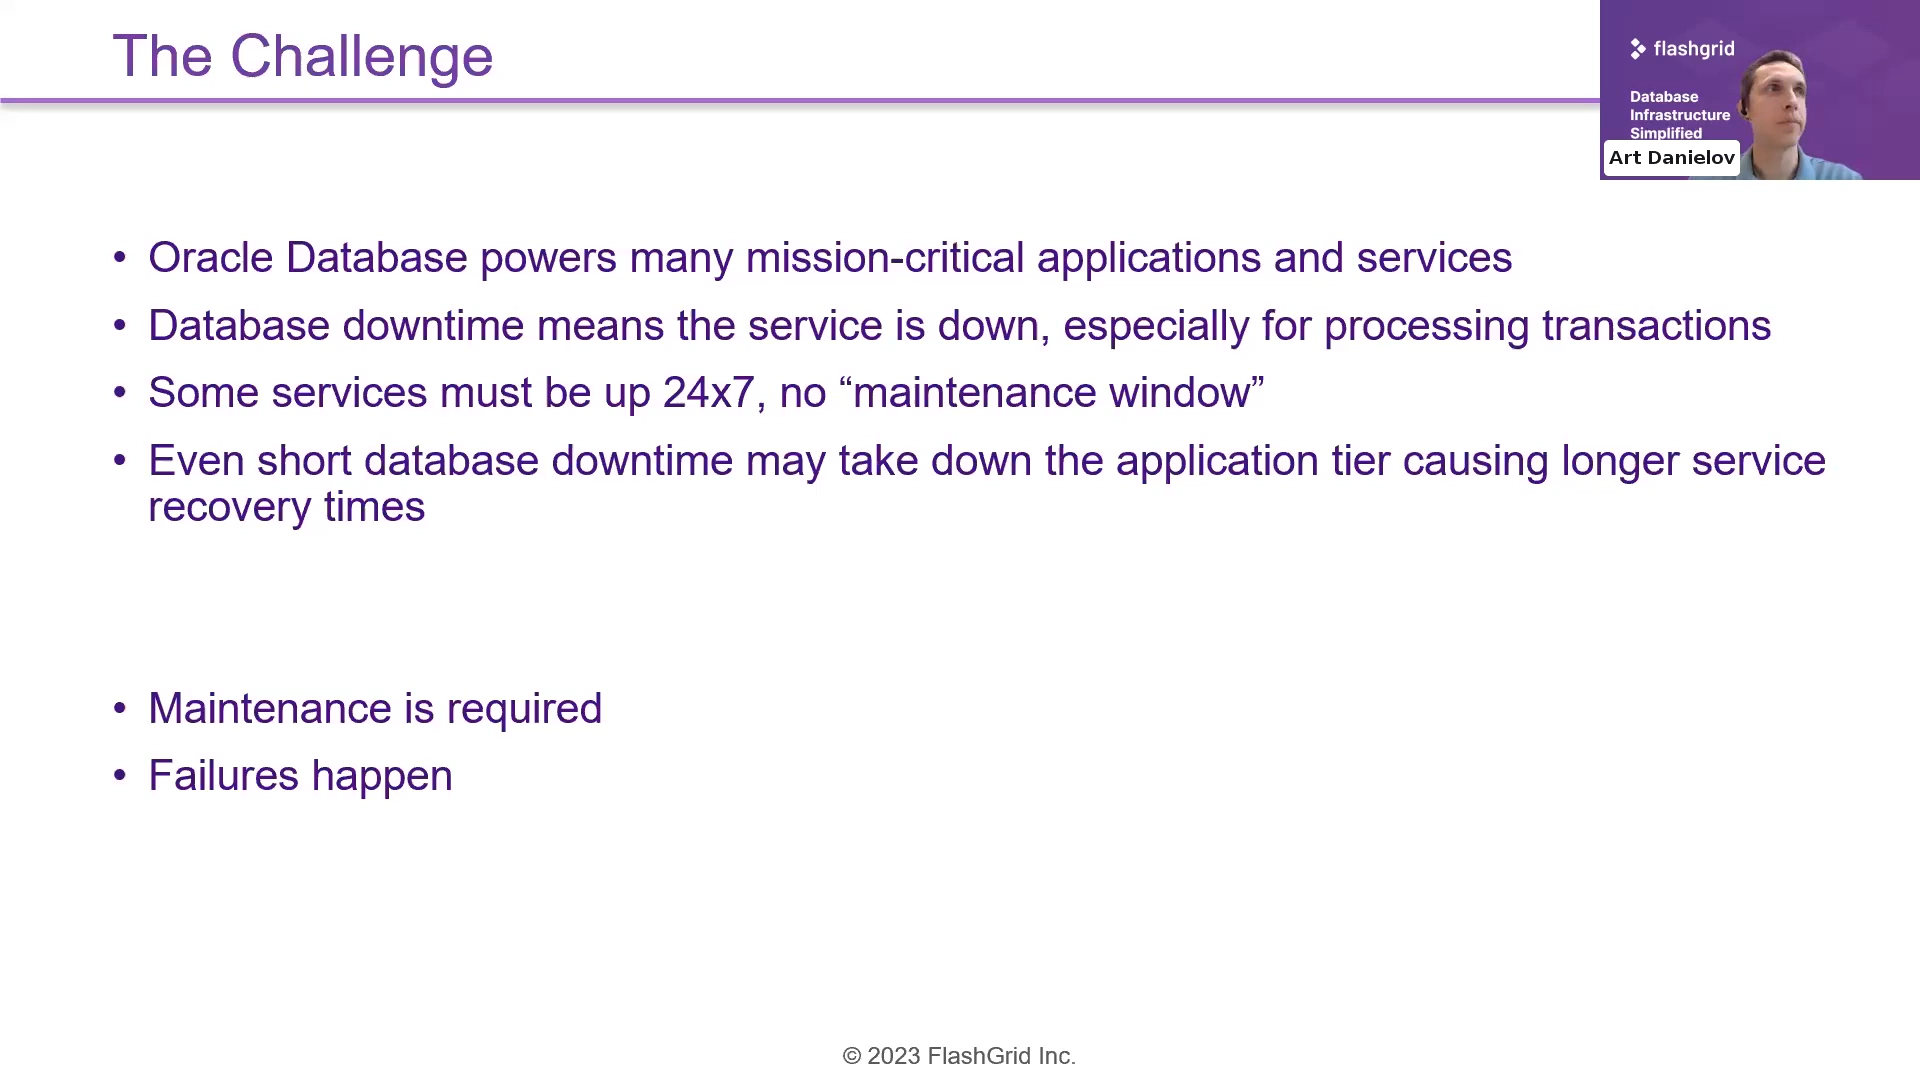 The Challenge
flashgrid
Database
Infrastructure
Simplified
Art Danielov
• Oracle Database powers many mission-critical applications and services
• Database downtime means the service is down, especially for processing transactions
• Some services must be up 24x7, no “maintenance window”
• Even short database downtime may take down the application tier causing longer service
recovery times
• Maintenance is required
• Failures happen
© 2023 FlashGrid Inc.